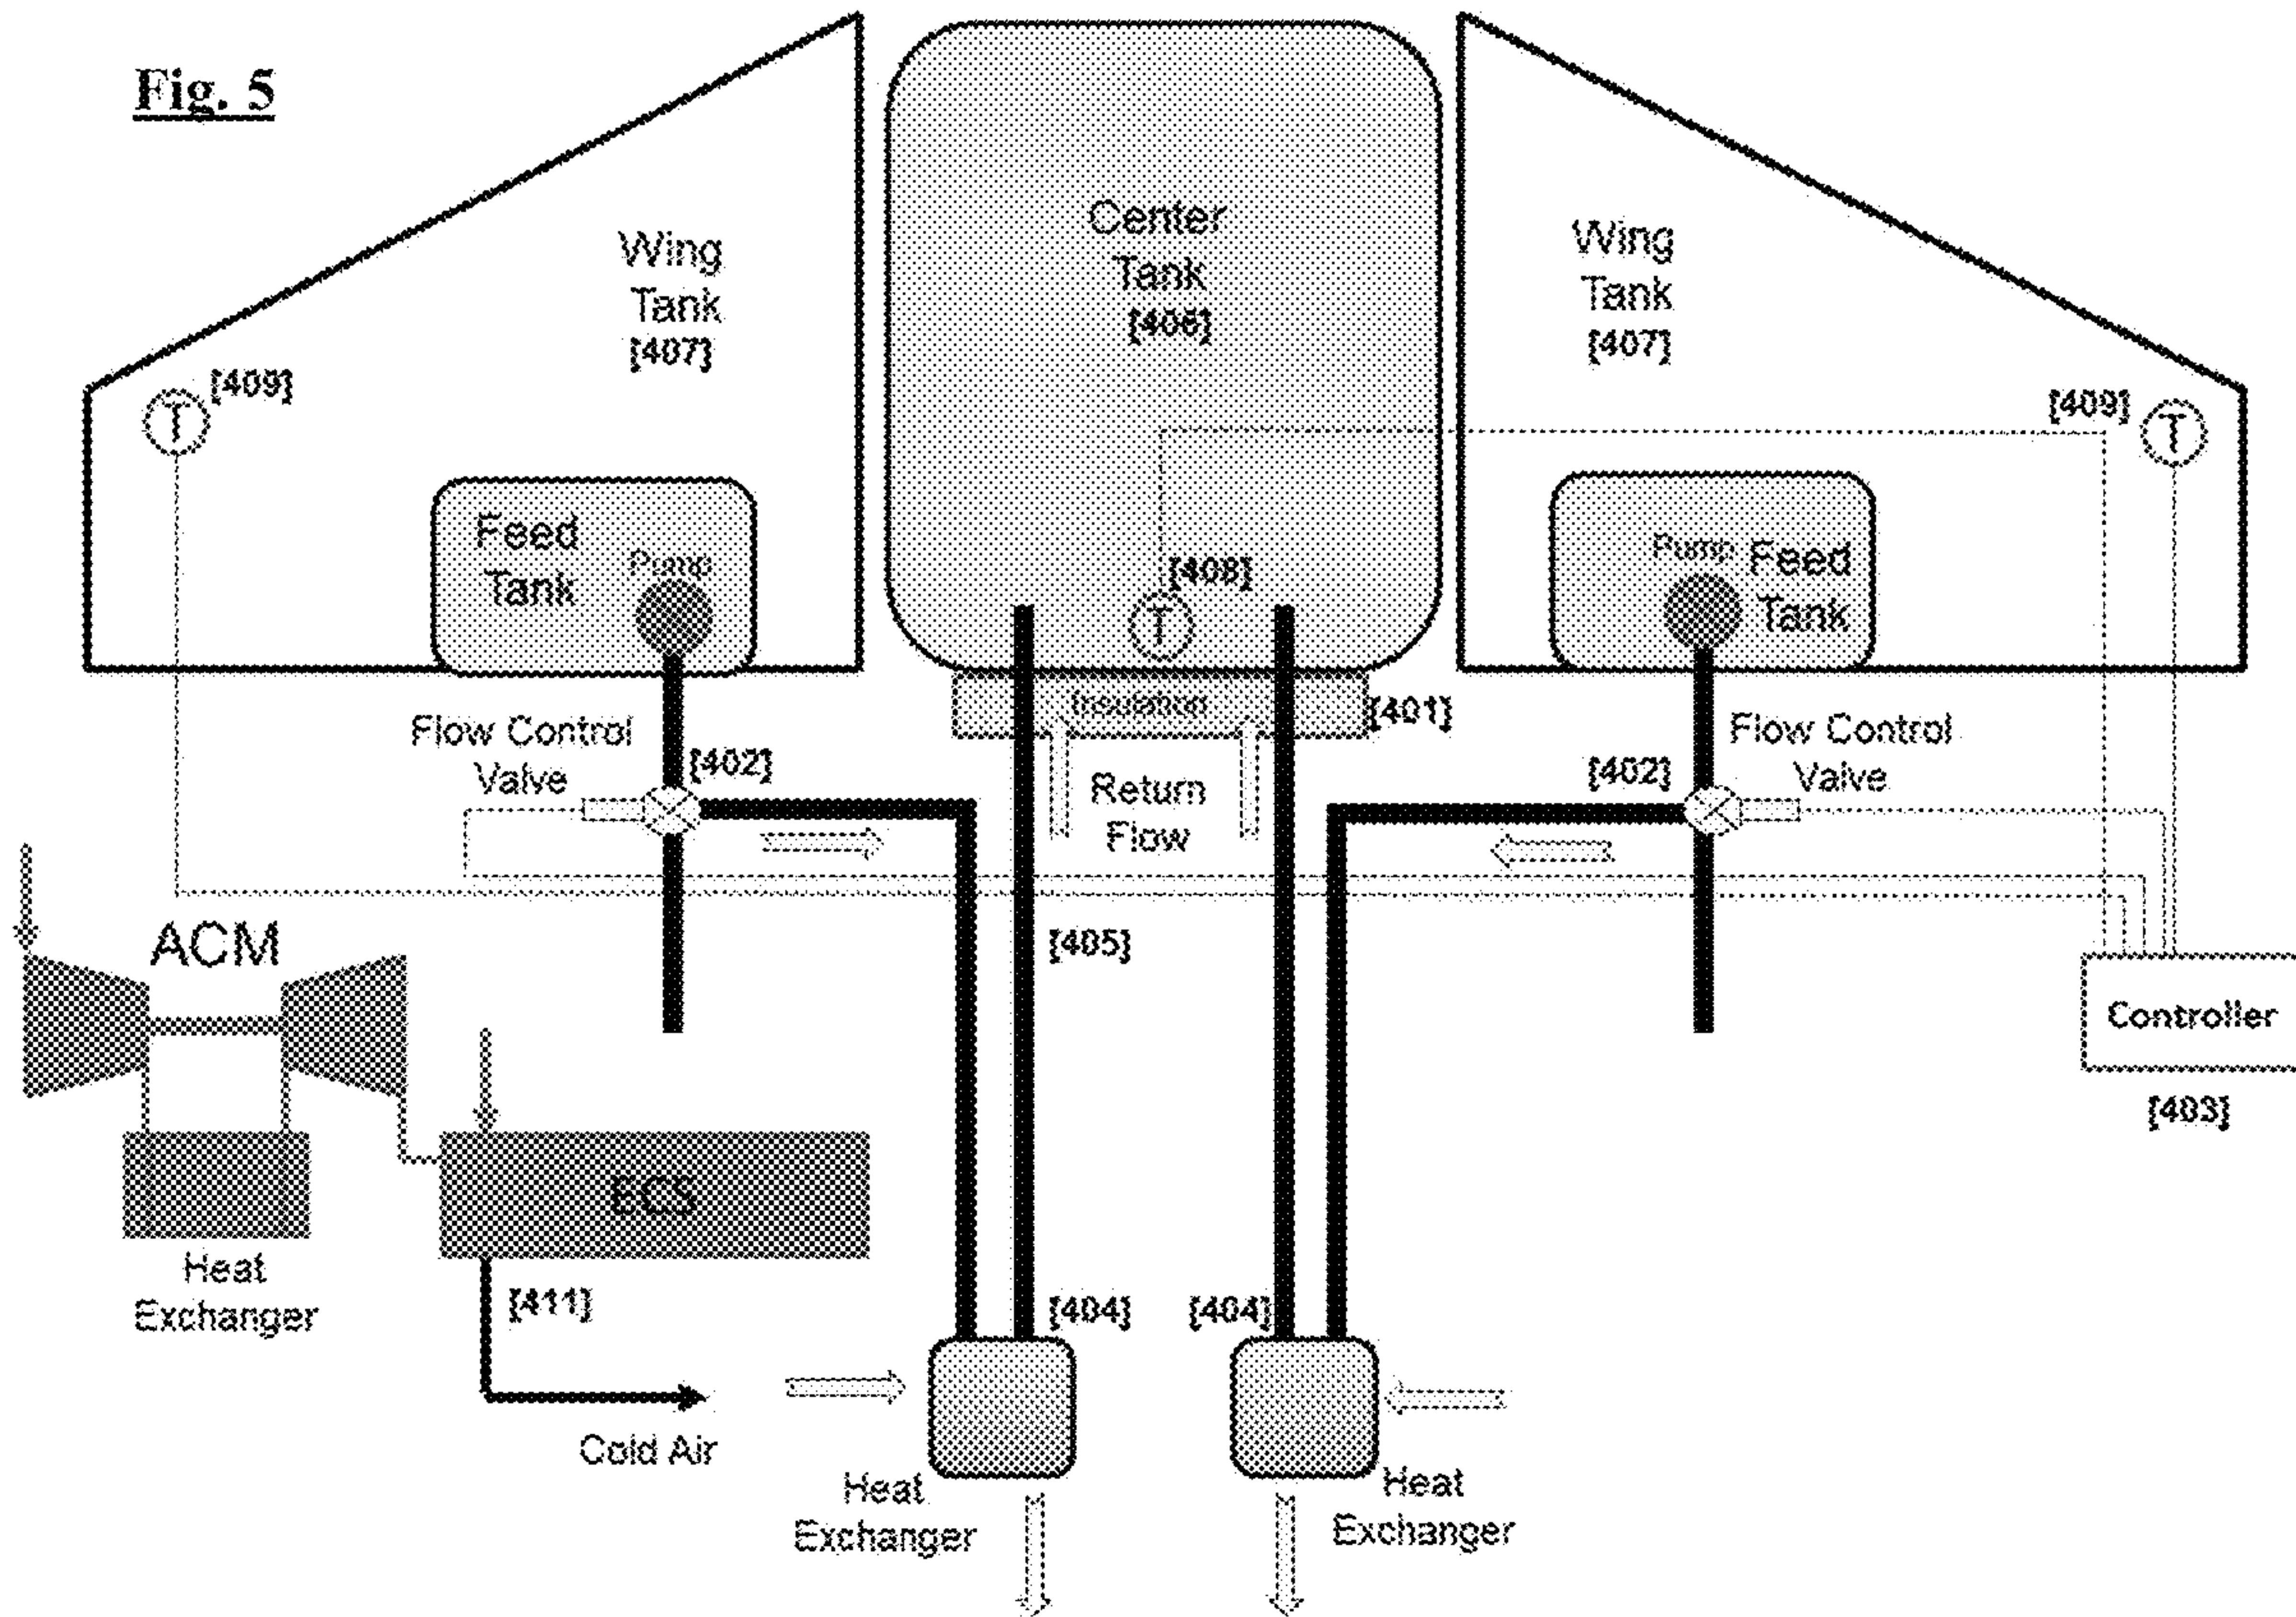 Fig. 5
Wing
Tank
[407]
Center
Tank
[406]
Wing
Tank
[407]
[409]
T
[409]
T
Feed
Tank
Pump
[408]
T
Pump
Feed
Tank
Insulation
[401]
Flow Control
Valve
[402]
Return
Flow
[402]
Flow Control
Valve
ACM
[405]
Controller
[403]
ECS
Heat
Exchanger
[411]
[404]
[404]
Cold Air
Heat
Exchanger
Heat
Exchanger